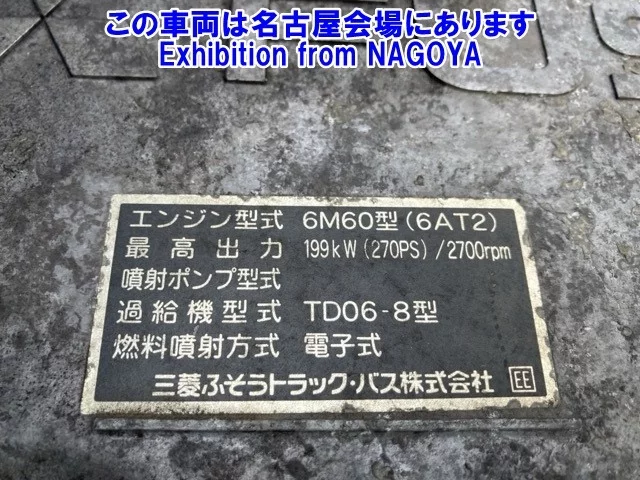 この車両は名古屋会場にあります
Exhibition from NAGOYA
エンジン型式 6M60型(6AT2)
最高出力 199kW(270PS)/2700rpm
噴射ポンプ型式
過給機型式 TD06-8型
燃料噴射方式 電子式
三菱ふそうトラック・バス株式会社 EE